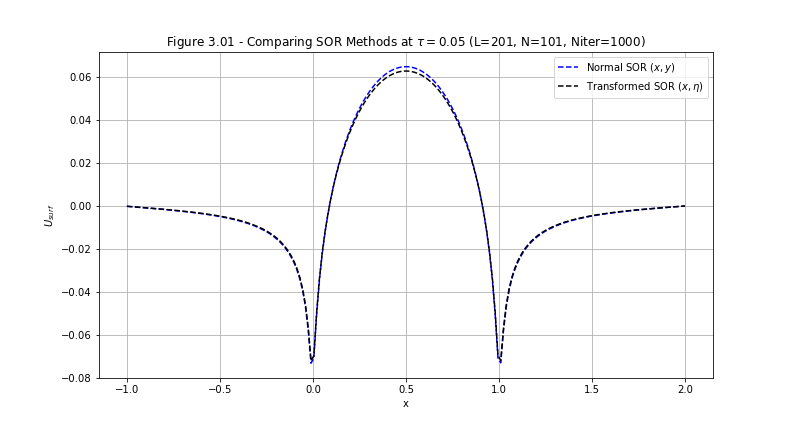 Figure 3.01 - Comparing SOR Methods at τ = 0.05 (L=201, N=101, Niter=1000)
Normal SOR (x, y)
Transformed SOR (x, η)
0.06
0.04
0.02
0.00
−0.02
−0.04
−0.06
−0.08
U_surf
−1.0 −0.5 0.0 0.5 1.0 1.5 2.0
x